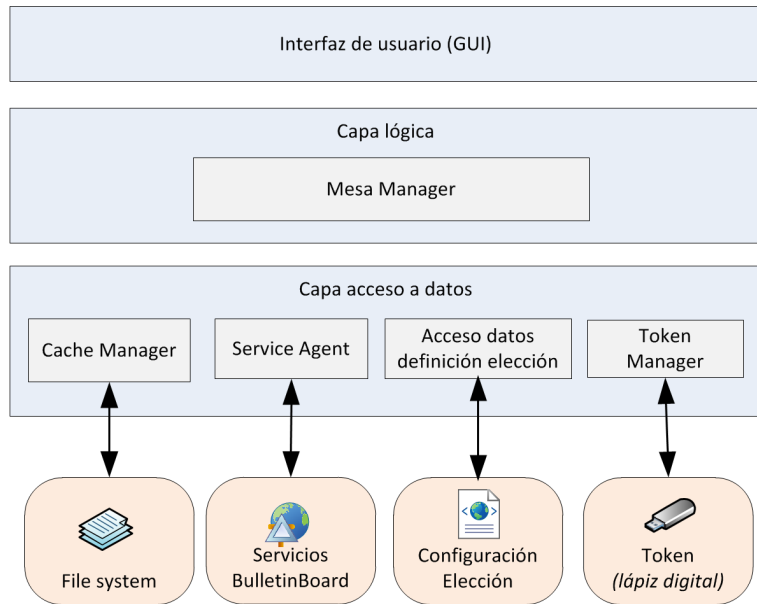 Interfaz de usuario (GUI)
Capa lógica
Mesa Manager
Capa acceso a datos
Cache Manager
Service Agent
Acceso datos
definición elección
Token
Manager
File system
Servicios
BulletinBoard
Configuración
Elección
Token
(lápiz digital)